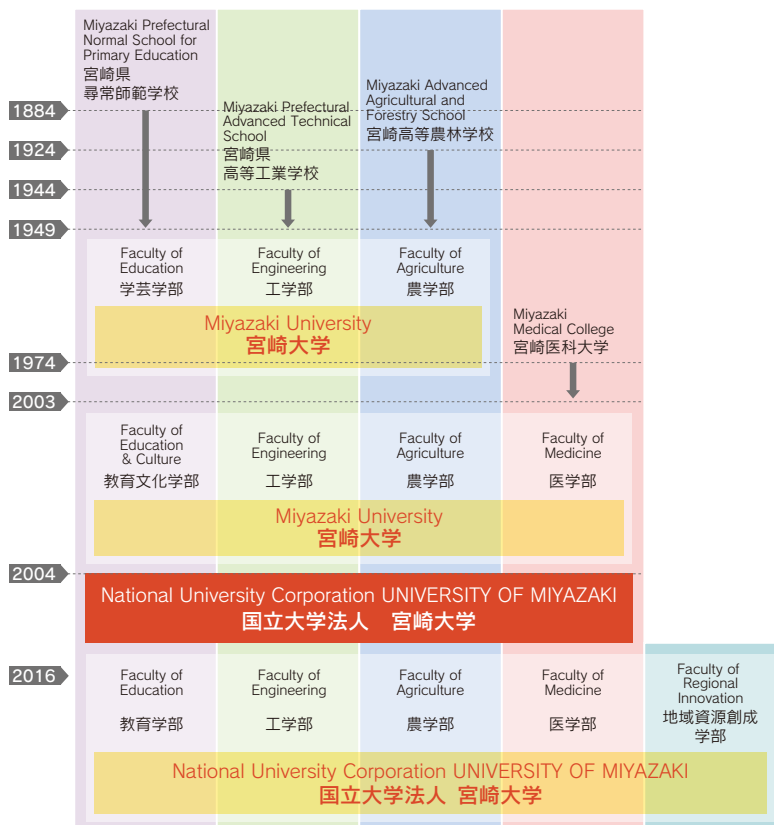 Miyazaki Prefectural
Normal School for
Primary Education
宮崎県
尋常師範学校
Miyazaki Prefectural
Advanced Technical
School
宮崎県
高等工業学校
Miyazaki Advanced
Agricultural and
Forestry School
宮崎高等農林学校
1884
1924
1944
1949
Faculty of
Education
学芸学部
Faculty of
Engineering
工学部
Faculty of
Agriculture
農学部
Miyazaki University
宮崎大学
Miyazaki
Medical College
宮崎医科大学
1974
2003
Faculty of
Education
& Culture
教育文化学部
Faculty of
Engineering
工学部
Faculty of
Agriculture
農学部
Faculty of
Medicine
医学部
Miyazaki University
宮崎大学
2004
National University Corporation UNIVERSITY OF MIYAZAKI
国立大学法人 宮崎大学
2016
Faculty of
Education
教育学部
Faculty of
Engineering
工学部
Faculty of
Agriculture
農学部
Faculty of
Medicine
医学部
Faculty of
Regional
Innovation
地域資源創成
学部
National University Corporation UNIVERSITY OF MIYAZAKI
国立大学法人 宮崎大学